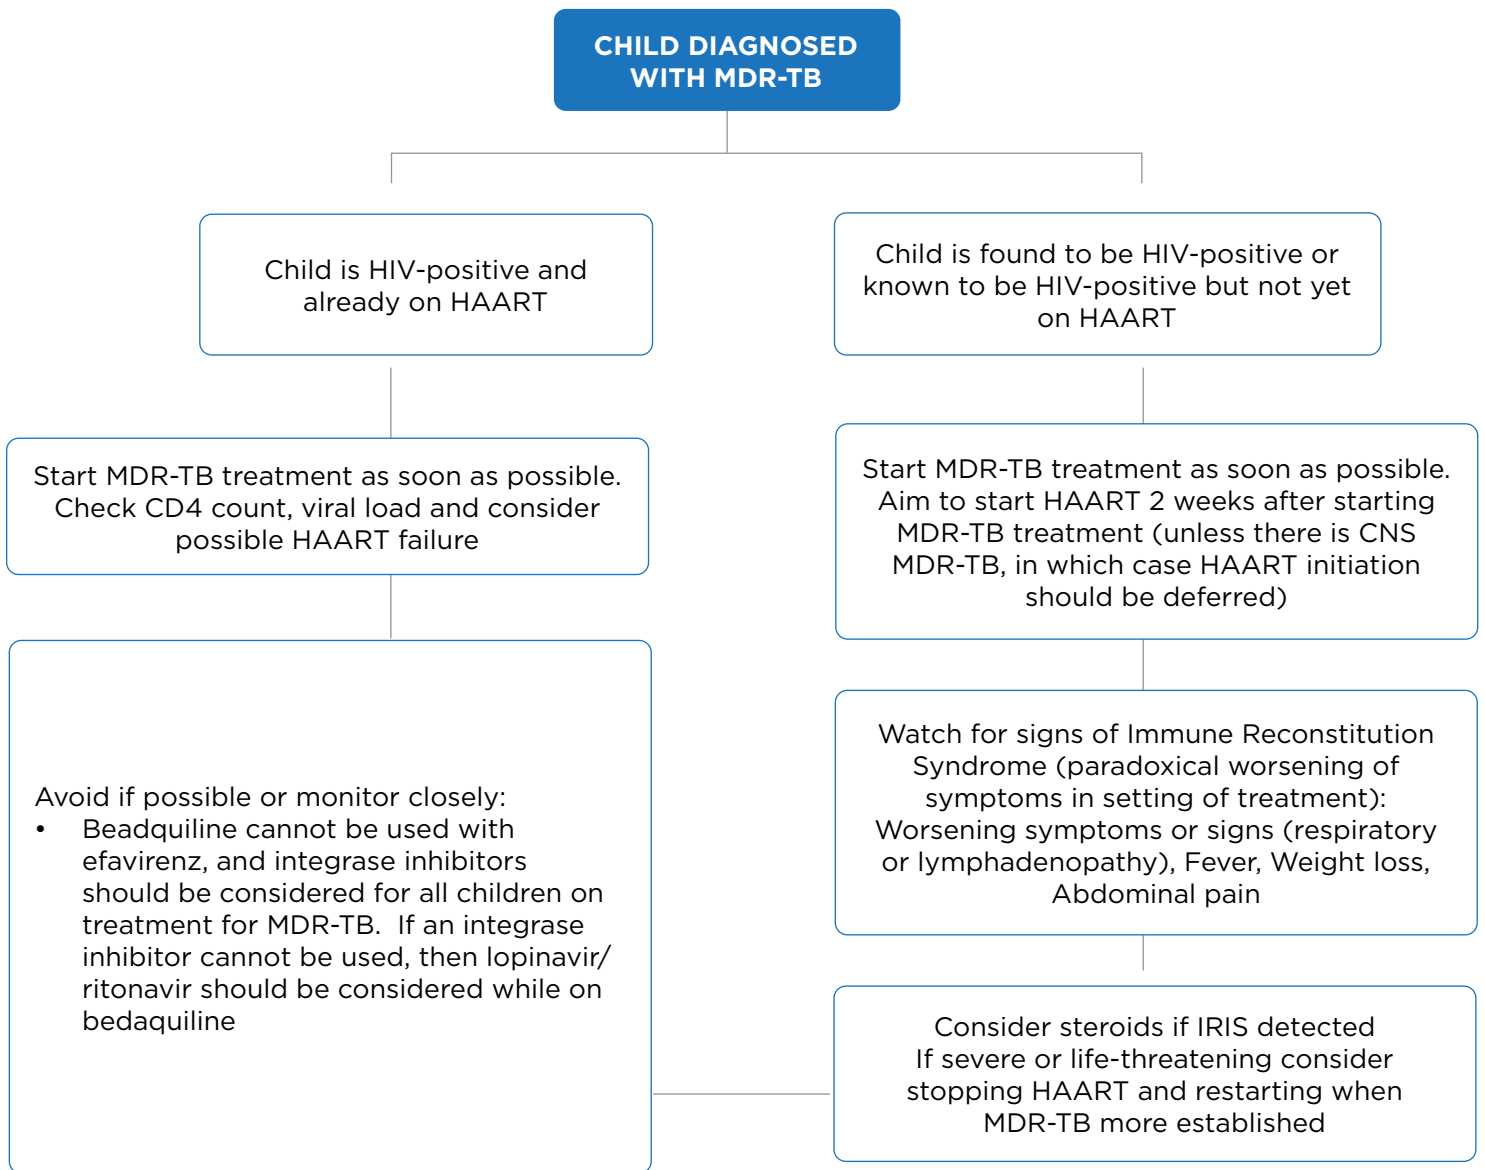 CHILD DIAGNOSED
WITH MDR-TB
Child is HIV-positive and
already on HAART
Start MDR-TB treatment as soon as possible.
Check CD4 count, viral load and consider
possible HAART failure
Avoid if possible or monitor closely:
• Beadquiline cannot be used with
efavirenz, and integrase inhibitors
should be considered for all children on
treatment for MDR-TB. If an integrase
inhibitor cannot be used, then lopinavir/
ritonavir should be considered while on
bedaquiline
Child is found to be HIV-positive or
known to be HIV-positive but not yet
on HAART
Start MDR-TB treatment as soon as possible.
Aim to start HAART 2 weeks after starting
MDR-TB treatment (unless there is CNS
MDR-TB, in which case HAART initiation
should be deferred)
Watch for signs of Immune Reconstitution
Syndrome (paradoxical worsening of
symptoms in setting of treatment):
Worsening symptoms or signs (respiratory
or lymphadenopathy), Fever, Weight loss,
Abdominal pain
Consider steroids if IRIS detected
If severe or life-threatening consider
stopping HAART and restarting when
MDR-TB more established